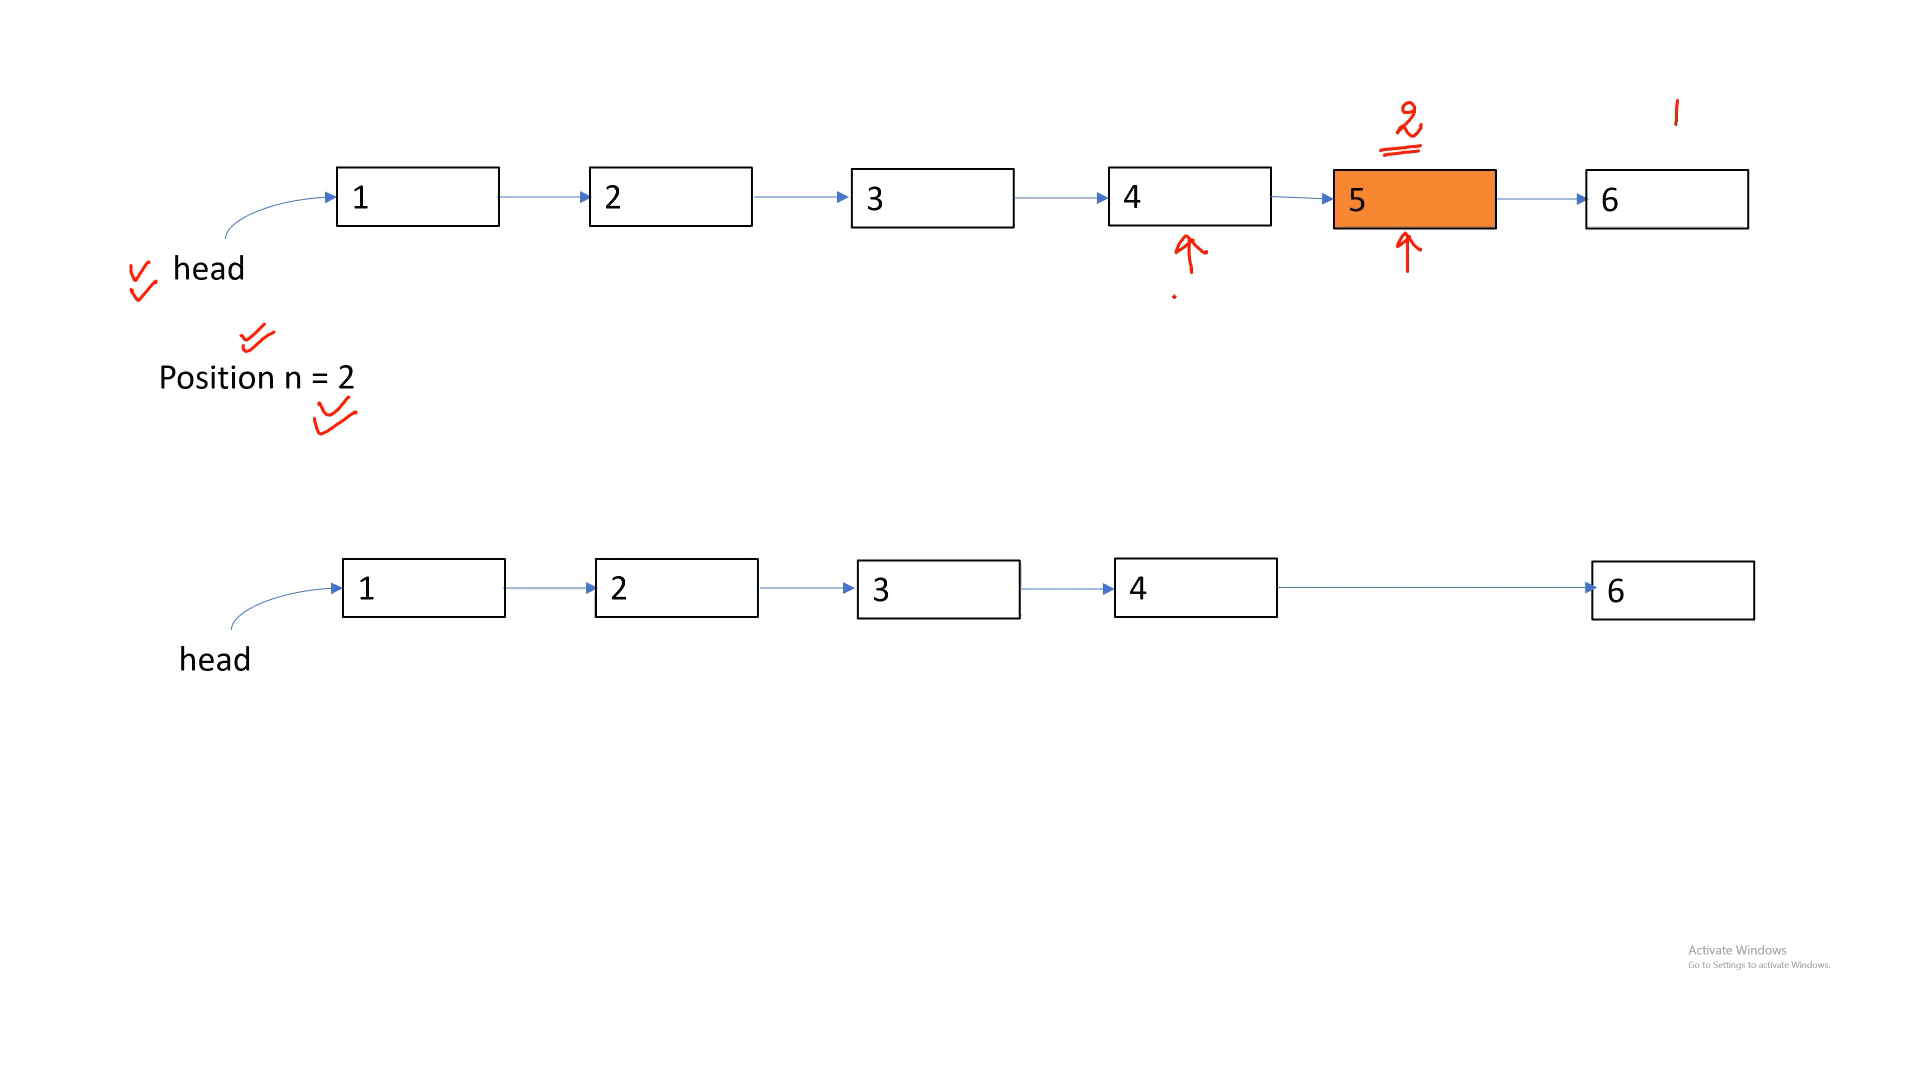 2 1
1 2 3 4 5 6
head
Position n = 2
1 2 3 4 6
head
Activate Windows
Go to Settings to activate Windows.